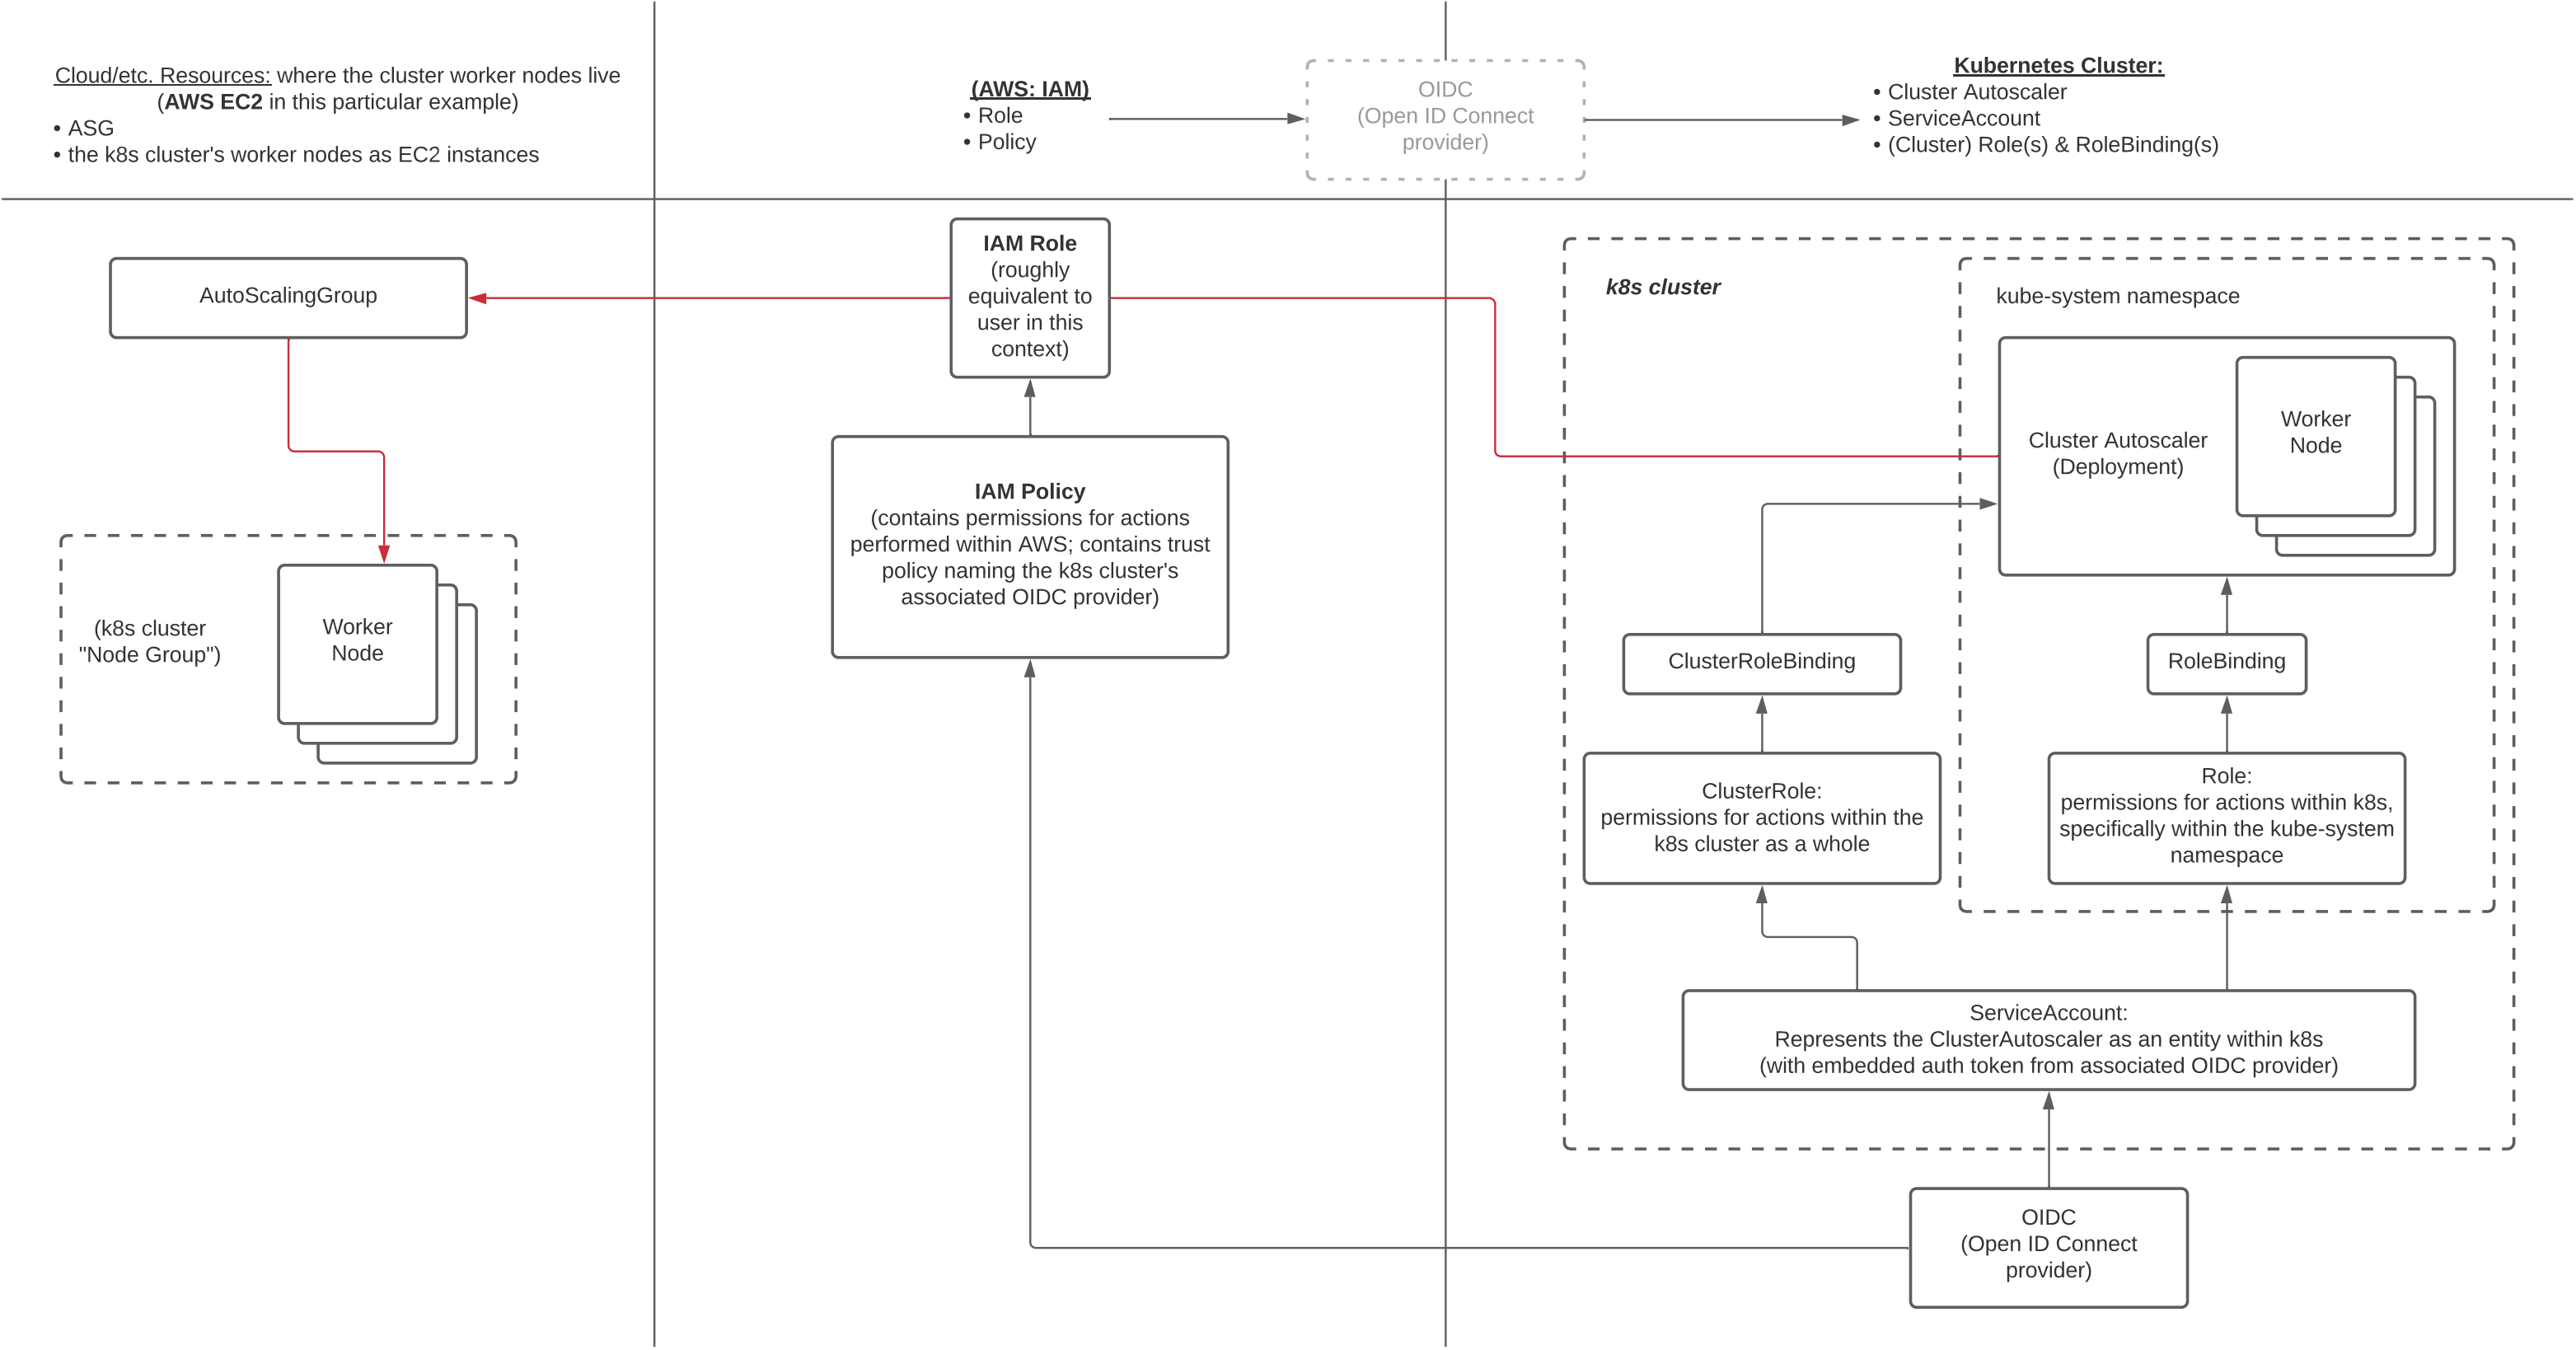 Cloud/etc. Resources: where the cluster worker nodes live
(AWS EC2 in this particular example)
• ASG
• the k8s cluster's worker nodes as EC2 instances
(AWS: IAM)
• Role
• Policy
OIDC
(Open ID Connect
provider)
Kubernetes Cluster:
• Cluster Autoscaler
• ServiceAccount
• (Cluster) Role(s) & RoleBinding(s)
AutoScalingGroup
(k8s cluster
"Node Group")
Worker
Node
IAM Role
(roughly
equivalent to
user in this
context)
IAM Policy
(contains permissions for actions
performed within AWS; contains trust
policy naming the k8s cluster's
associated OIDC provider)
k8s cluster
kube-system namespace
Cluster Autoscaler
(Deployment)
Worker
Node
ClusterRoleBinding
RoleBinding
ClusterRole:
permissions for actions within the
k8s cluster as a whole
Role:
permissions for actions within k8s,
specifically within the kube-system
namespace
ServiceAccount:
Represents the ClusterAutoscaler as an entity within k8s
(with embedded auth token from associated OIDC provider)
OIDC
(Open ID Connect
provider)